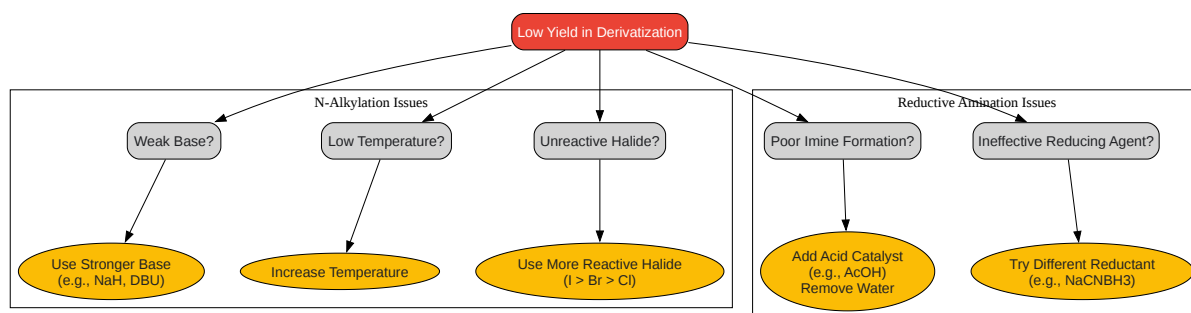 Low Yield in Derivatization
N-Alkylation Issues
Reductive Amination Issues
Weak Base?
Low Temperature?
Unreactive Halide?
Poor Imine Formation?
Ineffective Reducing Agent?
Use Stronger Base
(e.g., NaH, DBU)
Increase Temperature
Use More Reactive Halide
(I > Br > Cl)
Add Acid Catalyst
(e.g., AcOH)
Remove Water
Try Different Reductant
(e.g., NaCNBH3)